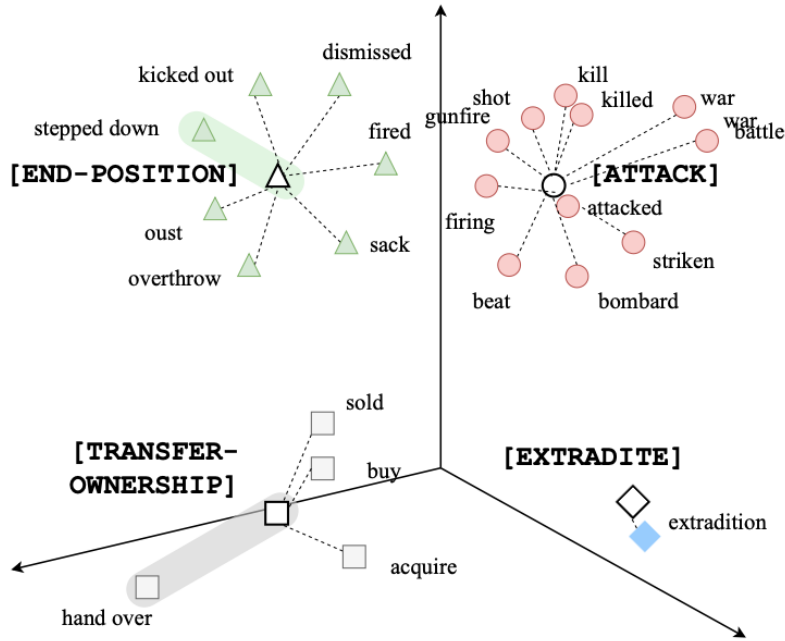 dismissed
kicked out
kill
shot
killed
war
gunfire
war
stepped down
fired
battle
[END-POSITION]
[ATTACK]
attacked
oust
firing
sack
striken
overthrow
beat
bombard
sold
[TRANSFER-
OWNERSHIP]
buy
[EXTRADITE]
extradition
acquire
hand over